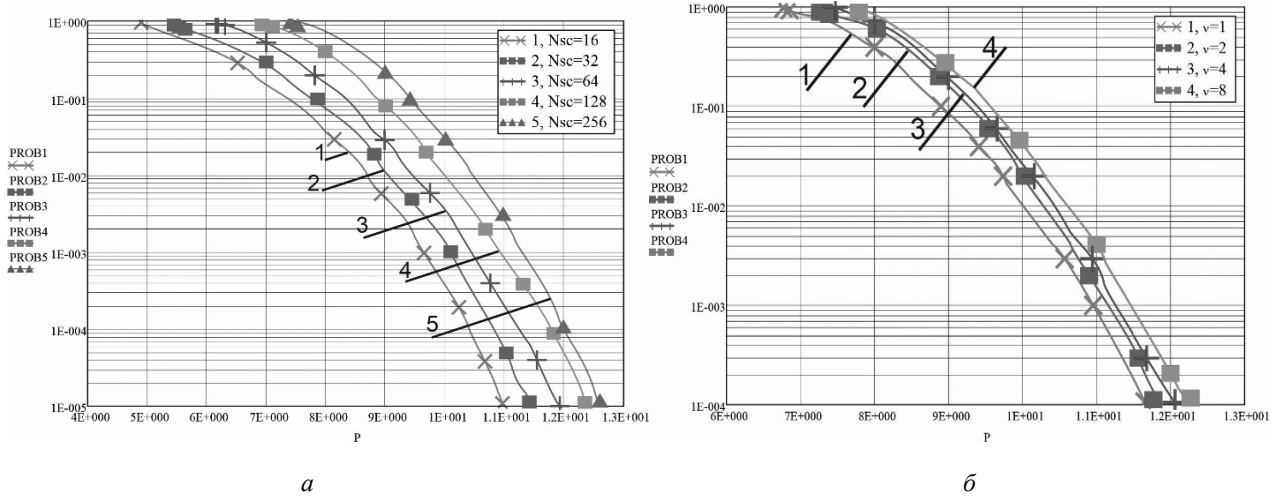 1E+000
1E-001
1E-002
1E-003
1E-004
1E-005
PROB1
PROB2
PROB3
PROB4
PROB5
1, Nsc=16
2, Nsc=32
3, Nsc=64
4, Nsc=128
5, Nsc=256
1
2
3
4
5
4E+000 5E+000 6E+000 7E+000 8E+000 9E+000 1E+001 1.1E+001 1.2E+001 1.3E+001
P
а
1E+000
1E-001
1E-002
1E-003
1E-004
PROB1
PROB2
PROB3
PROB4
1, ν=1
2, ν=2
3, ν=4
4, ν=8
1
2
3
4
6E+000 7E+000 8E+000 9E+000 1E+001 1.1E+001 1.2E+001 1.3E+001
P
б